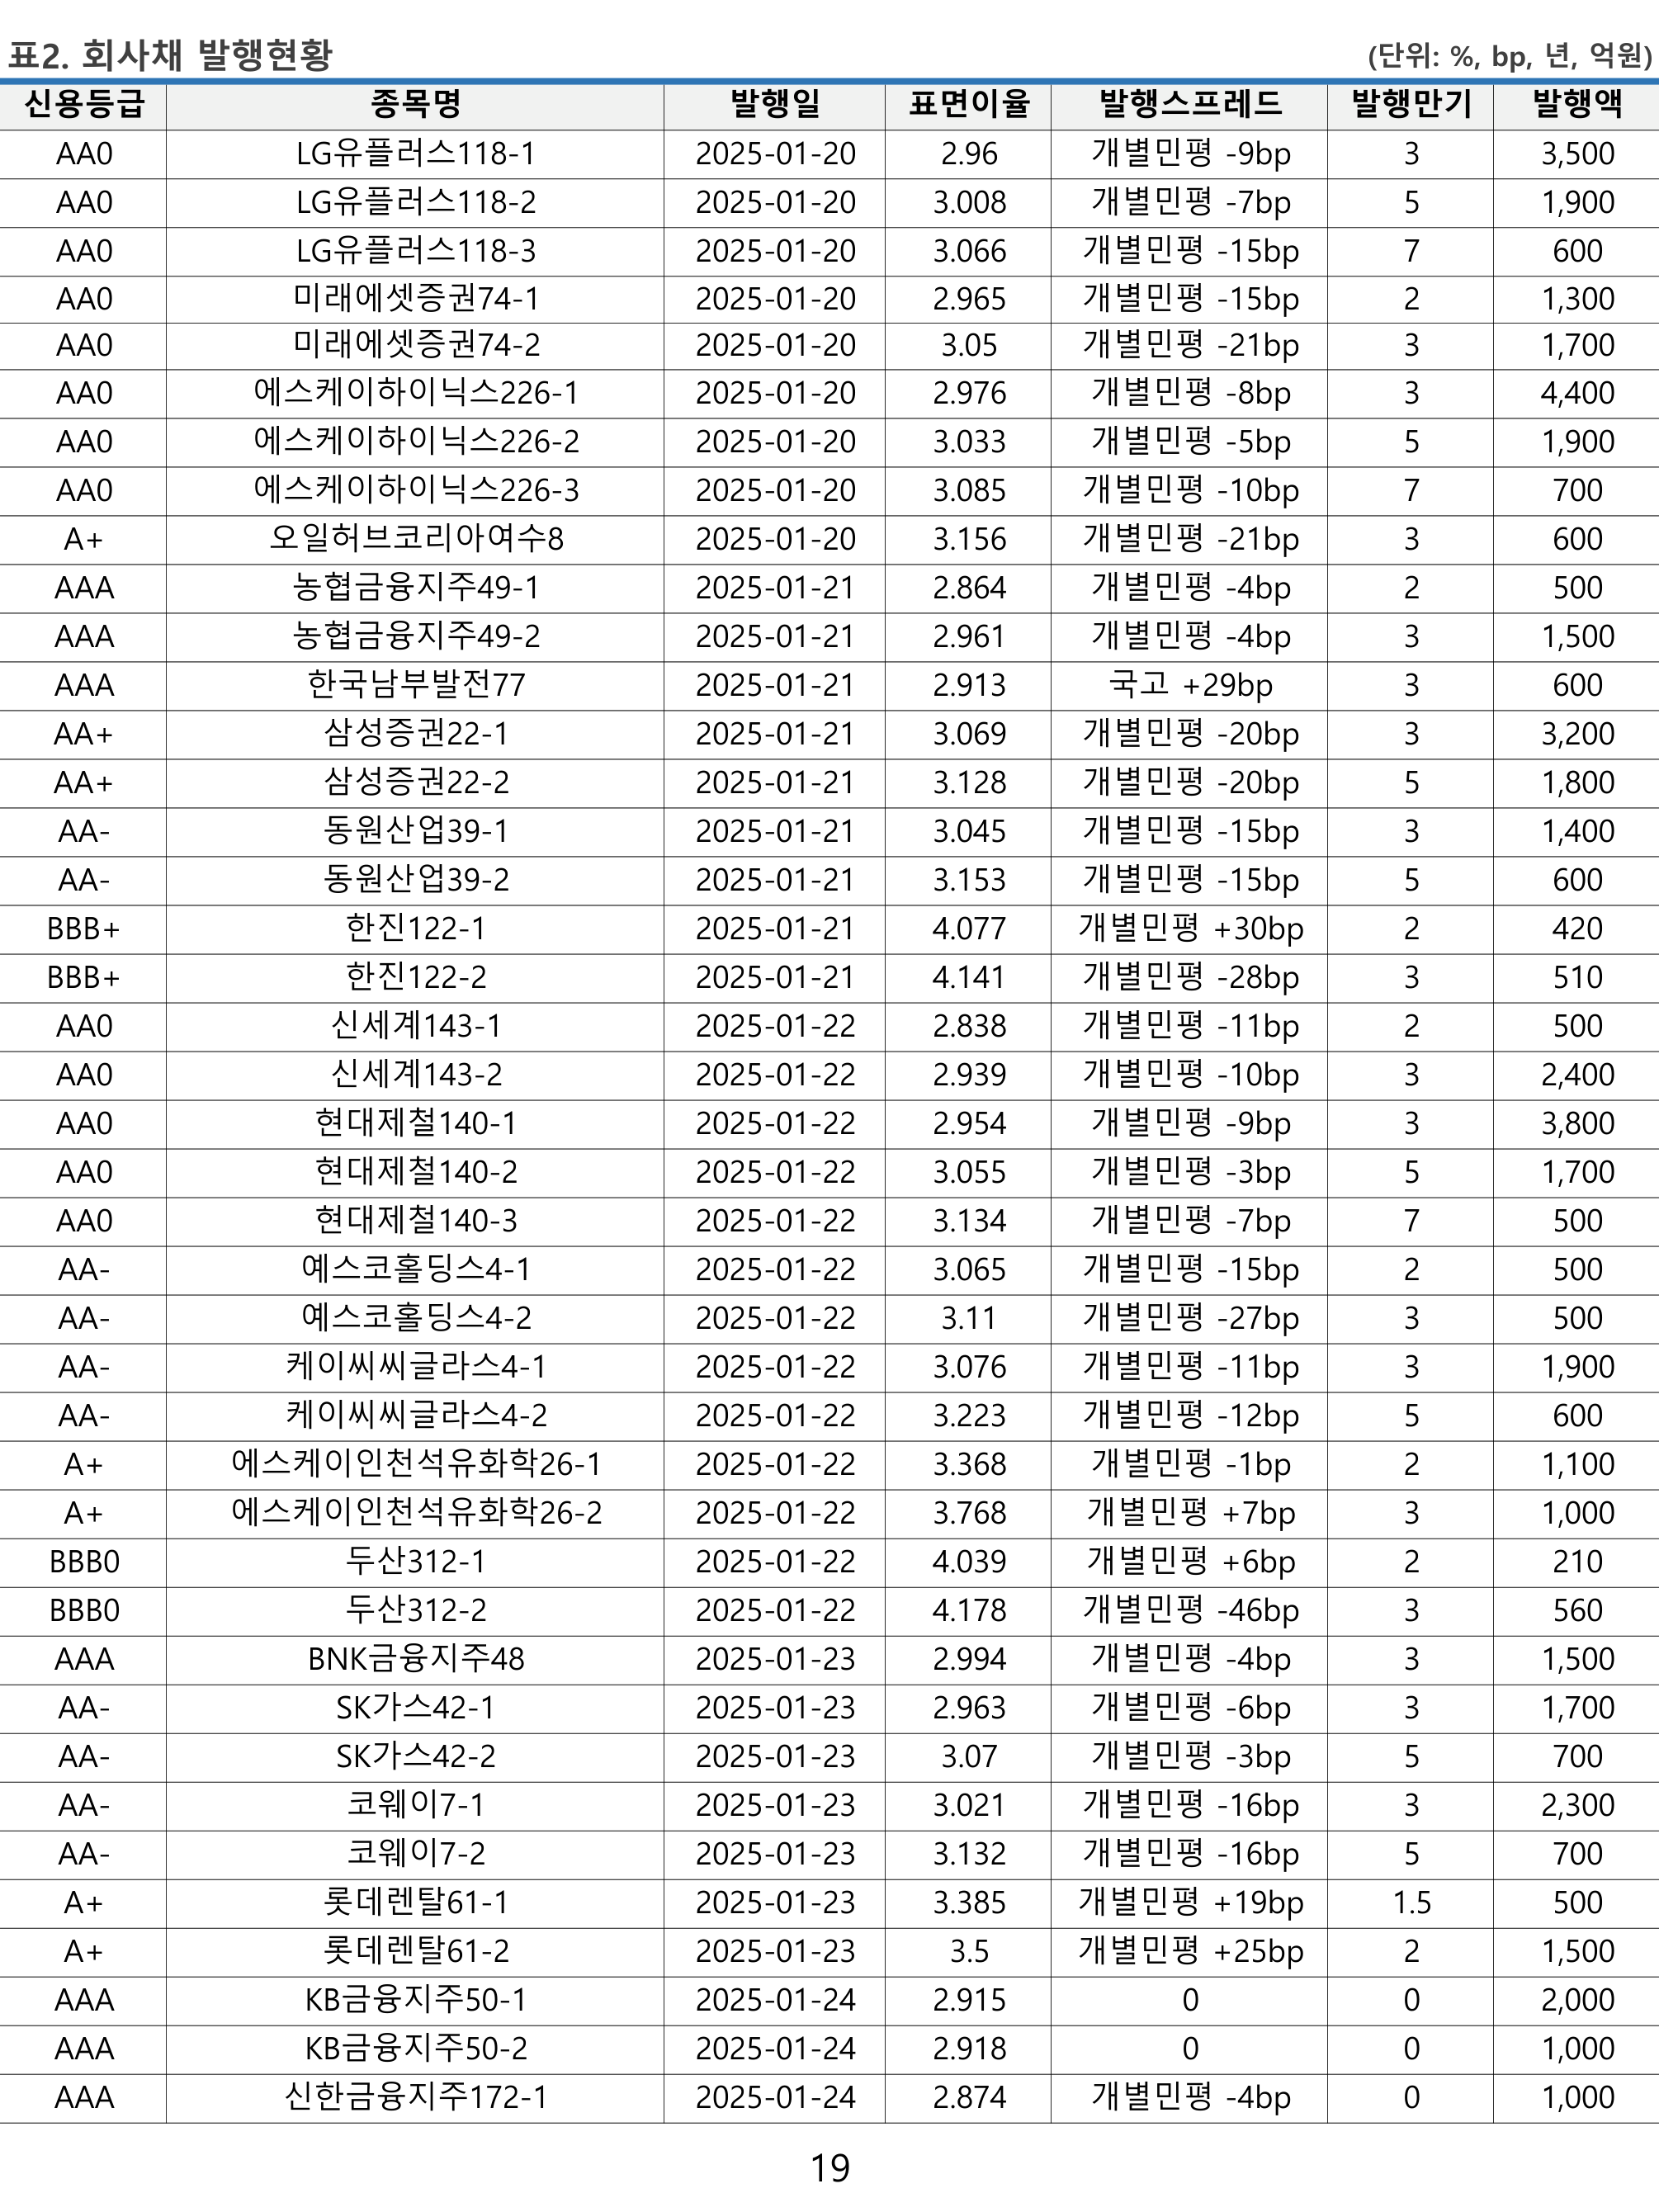 표2. 회사채 발행현황 (단위: %, bp, 년, 억원)
신용등급 종목명 발행일 표면이율 발행스프레드 발행만기 발행액
AA0 LG유플러스118-1 2025-01-20 2.96 개별민평 -9bp 3 3,500
AA0 LG유플러스118-2 2025-01-20 3.008 개별민평 -7bp 5 1,900
AA0 LG유플러스118-3 2025-01-20 3.066 개별민평 -15bp 7 600
AA0 미래에셋증권74-1 2025-01-20 2.965 개별민평 -15bp 2 1,300
AA0 미래에셋증권74-2 2025-01-20 3.05 개별민평 -21bp 3 1,700
AA0 에스케이하이닉스226-1 2025-01-20 2.976 개별민평 -8bp 3 4,400
AA0 에스케이하이닉스226-2 2025-01-20 3.033 개별민평 -5bp 5 1,900
AA0 에스케이하이닉스226-3 2025-01-20 3.085 개별민평 -10bp 7 700
A+ 오일허브코리아여수8 2025-01-20 3.156 개별민평 -21bp 3 600
AAA 농협금융지주49-1 2025-01-21 2.864 개별민평 -4bp 2 500
AAA 농협금융지주49-2 2025-01-21 2.961 개별민평 -4bp 3 1,500
AAA 한국남부발전77 2025-01-21 2.913 국고 +29bp 3 600
AA+ 삼성증권22-1 2025-01-21 3.069 개별민평 -20bp 3 3,200
AA+ 삼성증권22-2 2025-01-21 3.128 개별민평 -20bp 5 1,800
AA- 동원산업39-1 2025-01-21 3.045 개별민평 -15bp 3 1,400
AA- 동원산업39-2 2025-01-21 3.153 개별민평 -15bp 5 600
BBB+ 한진122-1 2025-01-21 4.077 개별민평 +30bp 2 420
BBB+ 한진122-2 2025-01-21 4.141 개별민평 -28bp 3 510
AA0 신세계143-1 2025-01-22 2.838 개별민평 -11bp 2 500
AA0 신세계143-2 2025-01-22 2.939 개별민평 -10bp 3 2,400
AA0 현대제철140-1 2025-01-22 2.954 개별민평 -9bp 3 3,800
AA0 현대제철140-2 2025-01-22 3.055 개별민평 -3bp 5 1,700
AA0 현대제철140-3 2025-01-22 3.134 개별민평 -7bp 7 500
AA- 예스코홀딩스4-1 2025-01-22 3.065 개별민평 -15bp 2 500
AA- 예스코홀딩스4-2 2025-01-22 3.11 개별민평 -27bp 3 500
AA- 케이씨씨글라스4-1 2025-01-22 3.076 개별민평 -11bp 3 1,900
AA- 케이씨씨글라스4-2 2025-01-22 3.223 개별민평 -12bp 5 600
A+ 에스케이인천석유화학26-1 2025-01-22 3.368 개별민평 -1bp 2 1,100
A+ 에스케이인천석유화학26-2 2025-01-22 3.768 개별민평 +7bp 3 1,000
BBB0 두산312-1 2025-01-22 4.039 개별민평 +6bp 2 210
BBB0 두산312-2 2025-01-22 4.178 개별민평 -46bp 3 560
AAA BNK금융지주48 2025-01-23 2.994 개별민평 -4bp 3 1,500
AA- SK가스42-1 2025-01-23 2.963 개별민평 -6bp 3 1,700
AA- SK가스42-2 2025-01-23 3.07 개별민평 -3bp 5 700
AA- 코웨이7-1 2025-01-23 3.021 개별민평 -16bp 3 2,300
AA- 코웨이7-2 2025-01-23 3.132 개별민평 -16bp 5 700
A+ 롯데렌탈61-1 2025-01-23 3.385 개별민평 +19bp 1.5 500
A+ 롯데렌탈61-2 2025-01-23 3.5 개별민평 +25bp 2 1,500
AAA KB금융지주50-1 2025-01-24 2.915 0 0 2,000
AAA KB금융지주50-2 2025-01-24 2.918 0 0 1,000
AAA 신한금융지주172-1 2025-01-24 2.874 개별민평 -4bp 0 1,000
19